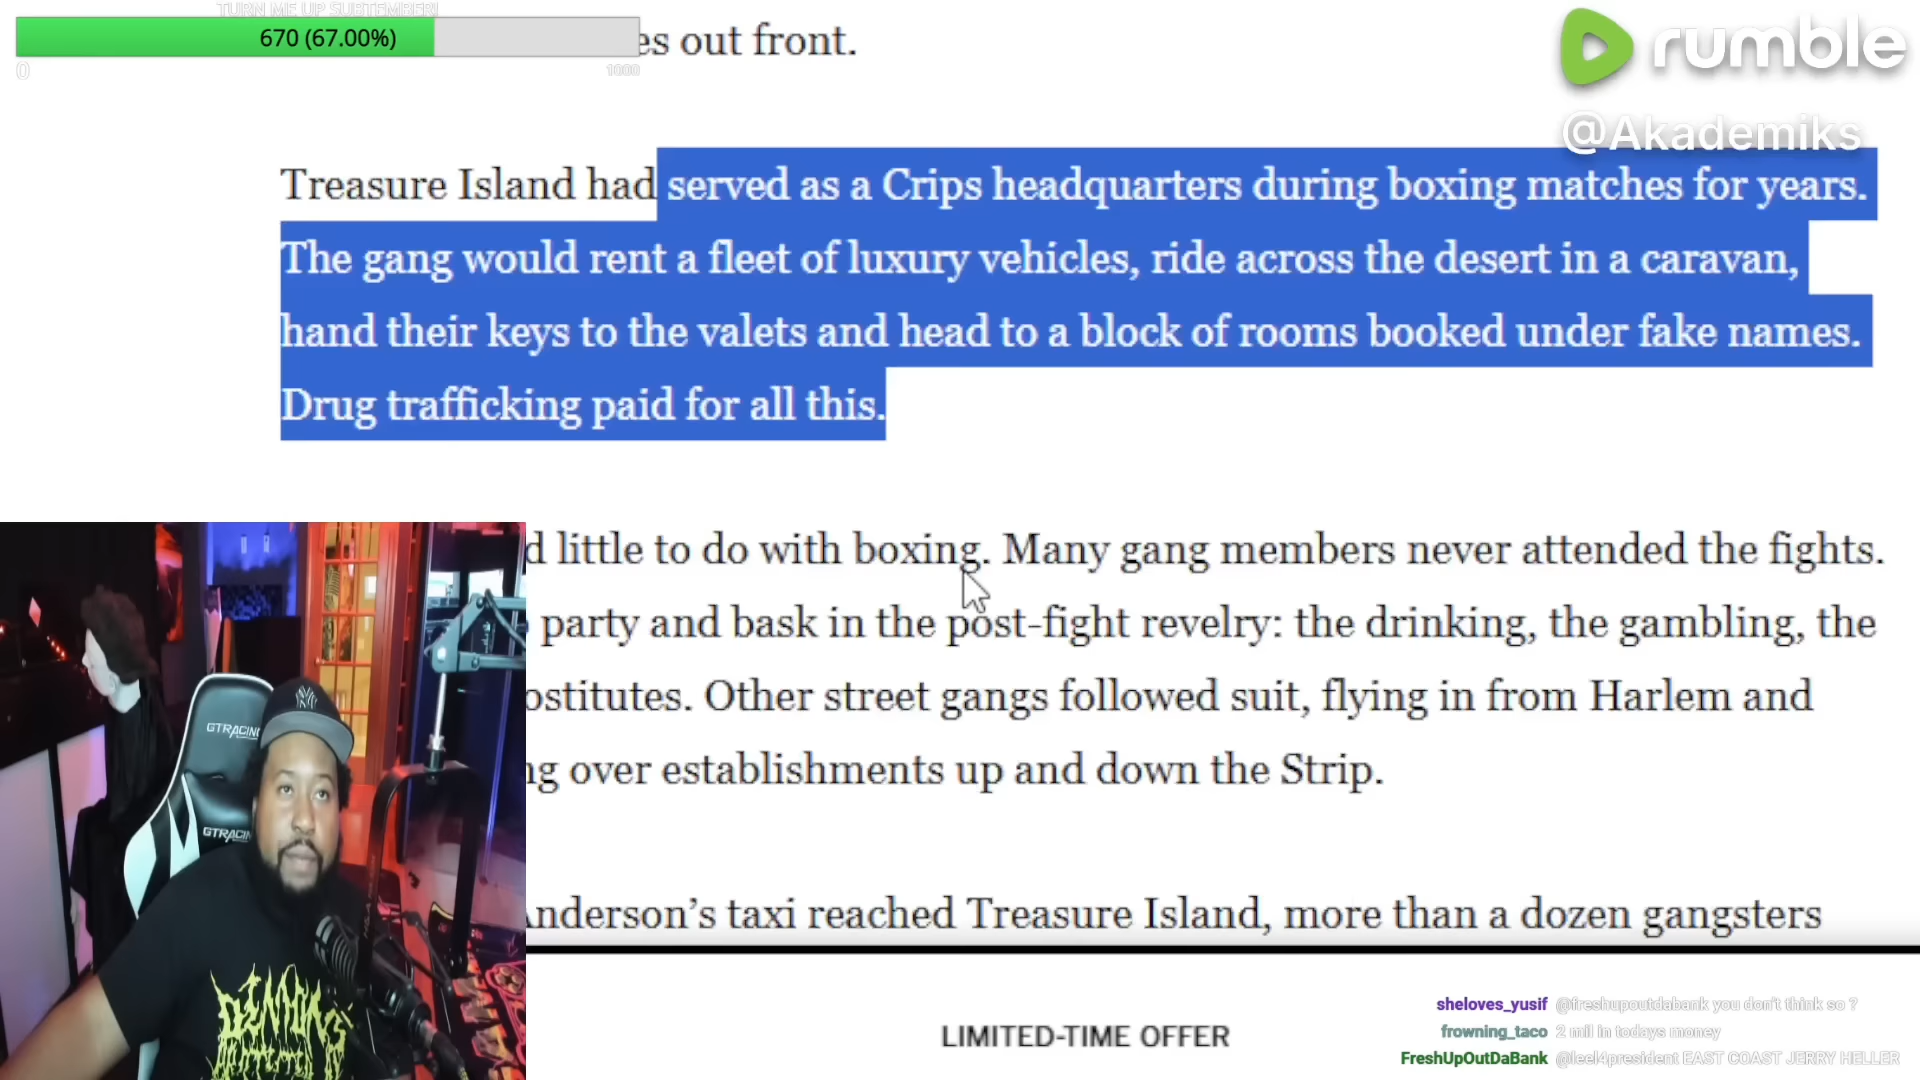 TURN ME UP SUBTEMBER!
670 (67.00%)
0
1000
es out front.
rumble
@Akademiks
Treasure Island had served as a Crips headquarters during boxing matches for years.
The gang would rent a fleet of luxury vehicles, ride across the desert in a caravan,
hand their keys to the valets and head to a block of rooms booked under fake names.
Drug trafficking paid for all this.
d little to do with boxing. Many gang members never attended the fights.
party and bask in the post-fight revelry: the drinking, the gambling, the
ostitutes. Other street gangs followed suit, flying in from Harlem and
ng over establishments up and down the Strip.
Anderson's taxi reached Treasure Island, more than a dozen gangsters
GTRACING
GTRACIN
LIMITED-TIME OFFER
sheloves_yusif @freshupoutdabank you don't think so ?
frowning_taco 2 mil in todays money
FreshUpOutDaBank @leel4president EAST COAST JERRY HELLER